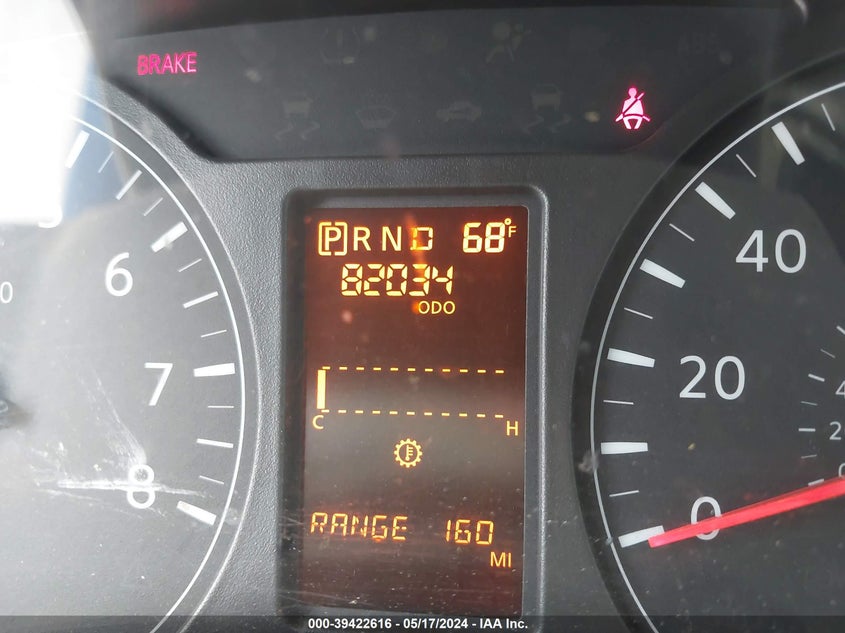 BRAKE
ABS
P R N D 68°F
82034
ODO
6
7
8
C H
RANGE 160
MI
40
20
0
000-39422616 - 05/17/2024 - IAA Inc.